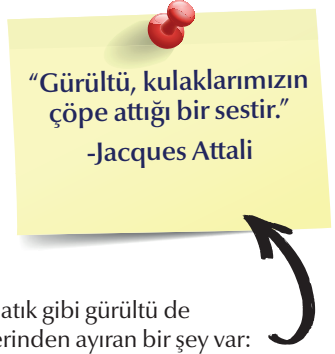 “Gürültü, kulaklarımızın
çöpe attığı bir sestir.”
-Jacques Attali
atık gibi gürültü de
erinden ayıran bir şey var: